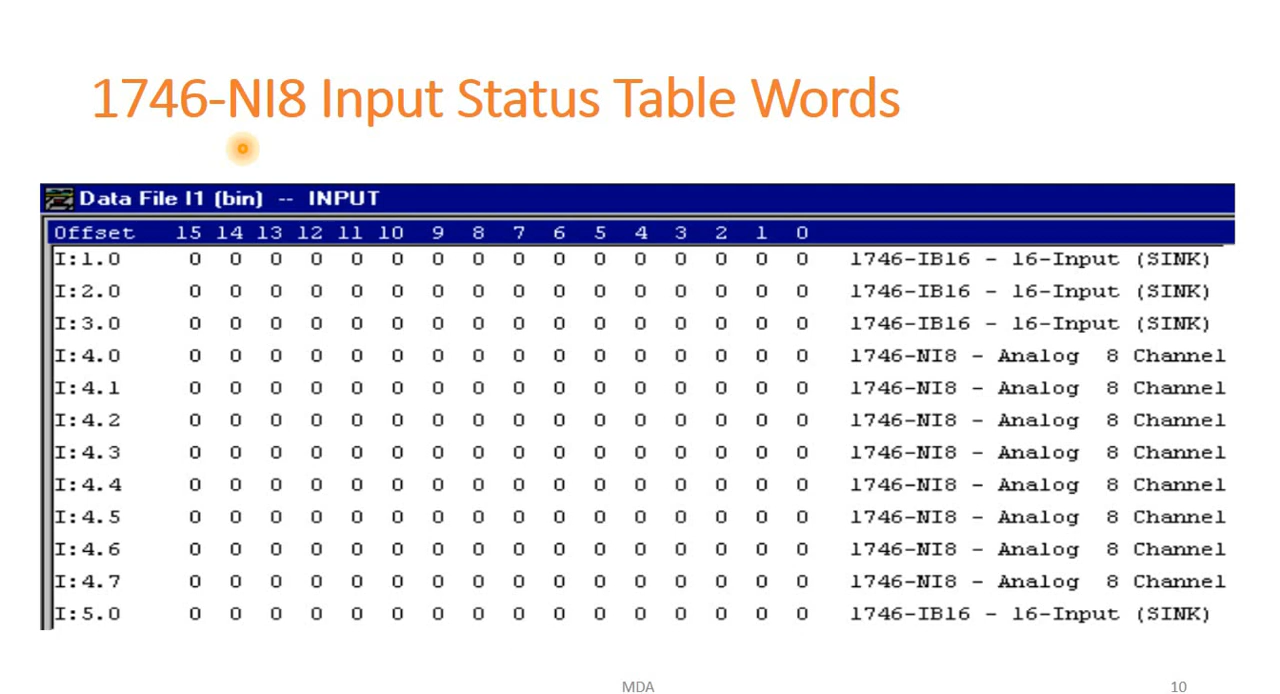 1746-NI8 Input Status Table Words
Data File I1 (bin) -- INPUT
Offset 15 14 13 12 11 10 9 8 7 6 5 4 3 2 1 0
I:1.0 0 0 0 0 0 0 0 0 0 0 0 0 0 0 0 0 1746-IB16 - 16-Input (SINK)
I:2.0 0 0 0 0 0 0 0 0 0 0 0 0 0 0 0 0 1746-IB16 - 16-Input (SINK)
I:3.0 0 0 0 0 0 0 0 0 0 0 0 0 0 0 0 0 1746-IB16 - 16-Input (SINK)
I:4.0 0 0 0 0 0 0 0 0 0 0 0 0 0 0 0 0 1746-NI8 - Analog 8 Channel
I:4.1 0 0 0 0 0 0 0 0 0 0 0 0 0 0 0 0 1746-NI8 - Analog 8 Channel
I:4.2 0 0 0 0 0 0 0 0 0 0 0 0 0 0 0 0 1746-NI8 - Analog 8 Channel
I:4.3 0 0 0 0 0 0 0 0 0 0 0 0 0 0 0 0 1746-NI8 - Analog 8 Channel
I:4.4 0 0 0 0 0 0 0 0 0 0 0 0 0 0 0 0 1746-NI8 - Analog 8 Channel
I:4.5 0 0 0 0 0 0 0 0 0 0 0 0 0 0 0 0 1746-NI8 - Analog 8 Channel
I:4.6 0 0 0 0 0 0 0 0 0 0 0 0 0 0 0 0 1746-NI8 - Analog 8 Channel
I:4.7 0 0 0 0 0 0 0 0 0 0 0 0 0 0 0 0 1746-NI8 - Analog 8 Channel
I:5.0 0 0 0 0 0 0 0 0 0 0 0 0 0 0 0 0 1746-IB16 - 16-Input (SINK)
MDA 10